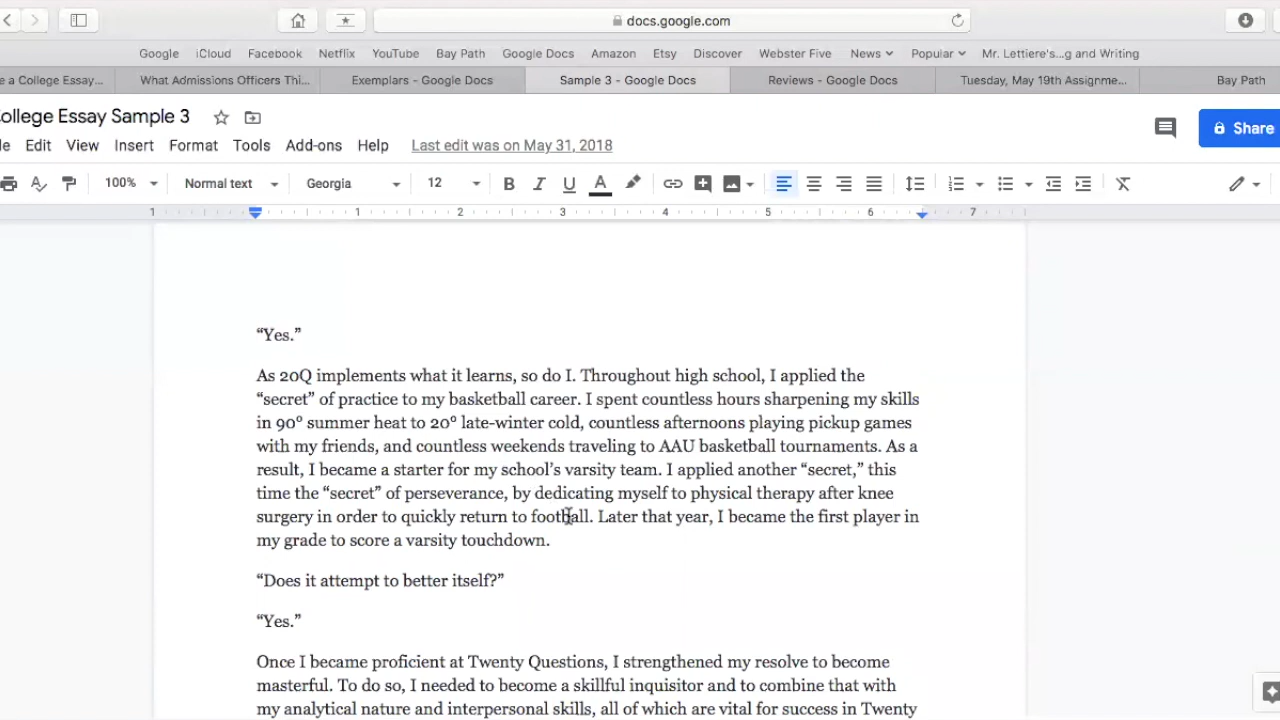 docs.google.com
Google iCloud Facebook Netflix YouTube Bay Path Google Docs Amazon Etsy Discover Webster Five News Popular Mr. Lettiere's...g and Writing
e a College Essay... What Admissions Officers Thi... Exemplars - Google Docs Sample 3 - Google Docs Reviews - Google Docs Tuesday, May 19th Assignme... Bay Path
ollege Essay Sample 3
Share
le Edit View Insert Format Tools Add-ons Help Last edit was on May 31, 2018
100% Normal text Georgia 12 B I U A
1 1 2 3 4 5 6 7
“Yes.”
As 20Q implements what it learns, so do I. Throughout high school, I applied the
“secret” of practice to my basketball career. I spent countless hours sharpening my skills
in 90° summer heat to 20° late-winter cold, countless afternoons playing pickup games
with my friends, and countless weekends traveling to AAU basketball tournaments. As a
result, I became a starter for my school’s varsity team. I applied another “secret,” this
time the “secret” of perseverance, by dedicating myself to physical therapy after knee
surgery in order to quickly return to football. Later that year, I became the first player in
my grade to score a varsity touchdown.
“Does it attempt to better itself?”
“Yes.”
Once I became proficient at Twenty Questions, I strengthened my resolve to become
masterful. To do so, I needed to become a skillful inquisitor and to combine that with
my analytical nature and interpersonal skills, all of which are vital for success in Twenty